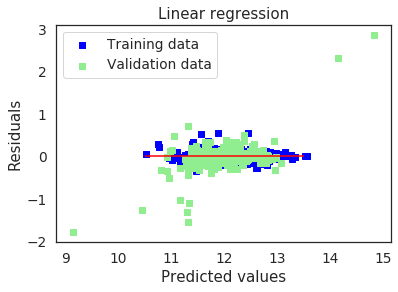 Linear regression
Training data
Validation data
Residuals
3
2
1
0
−1
−2
9
10
11
12
13
14
15
Predicted values